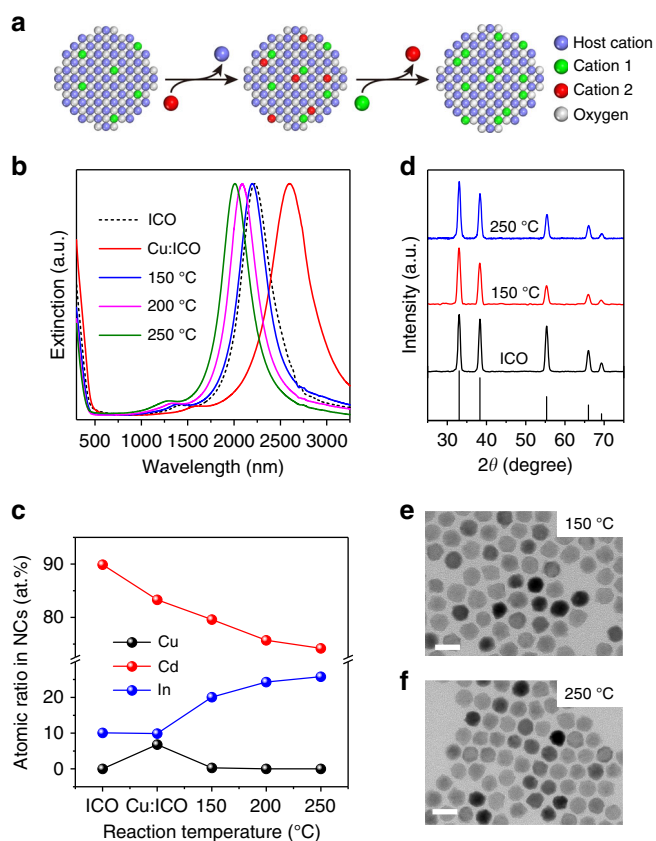 a
Host cation
Cation 1
Cation 2
Oxygen
b
Extinction (a.u.)
ICO
Cu:ICO
150 °C
200 °C
250 °C
500 1000 1500 2000 2500 3000
Wavelength (nm)
d
Intensity (a.u.)
250 °C
150 °C
ICO
30 40 50 60 70
2θ (degree)
c
Atomic ratio in NCs (at.%)
90
80
20
10
0
Cu
Cd
In
ICO Cu:ICO 150 200 250
Reaction temperature (°C)
e
150 °C
f
250 °C